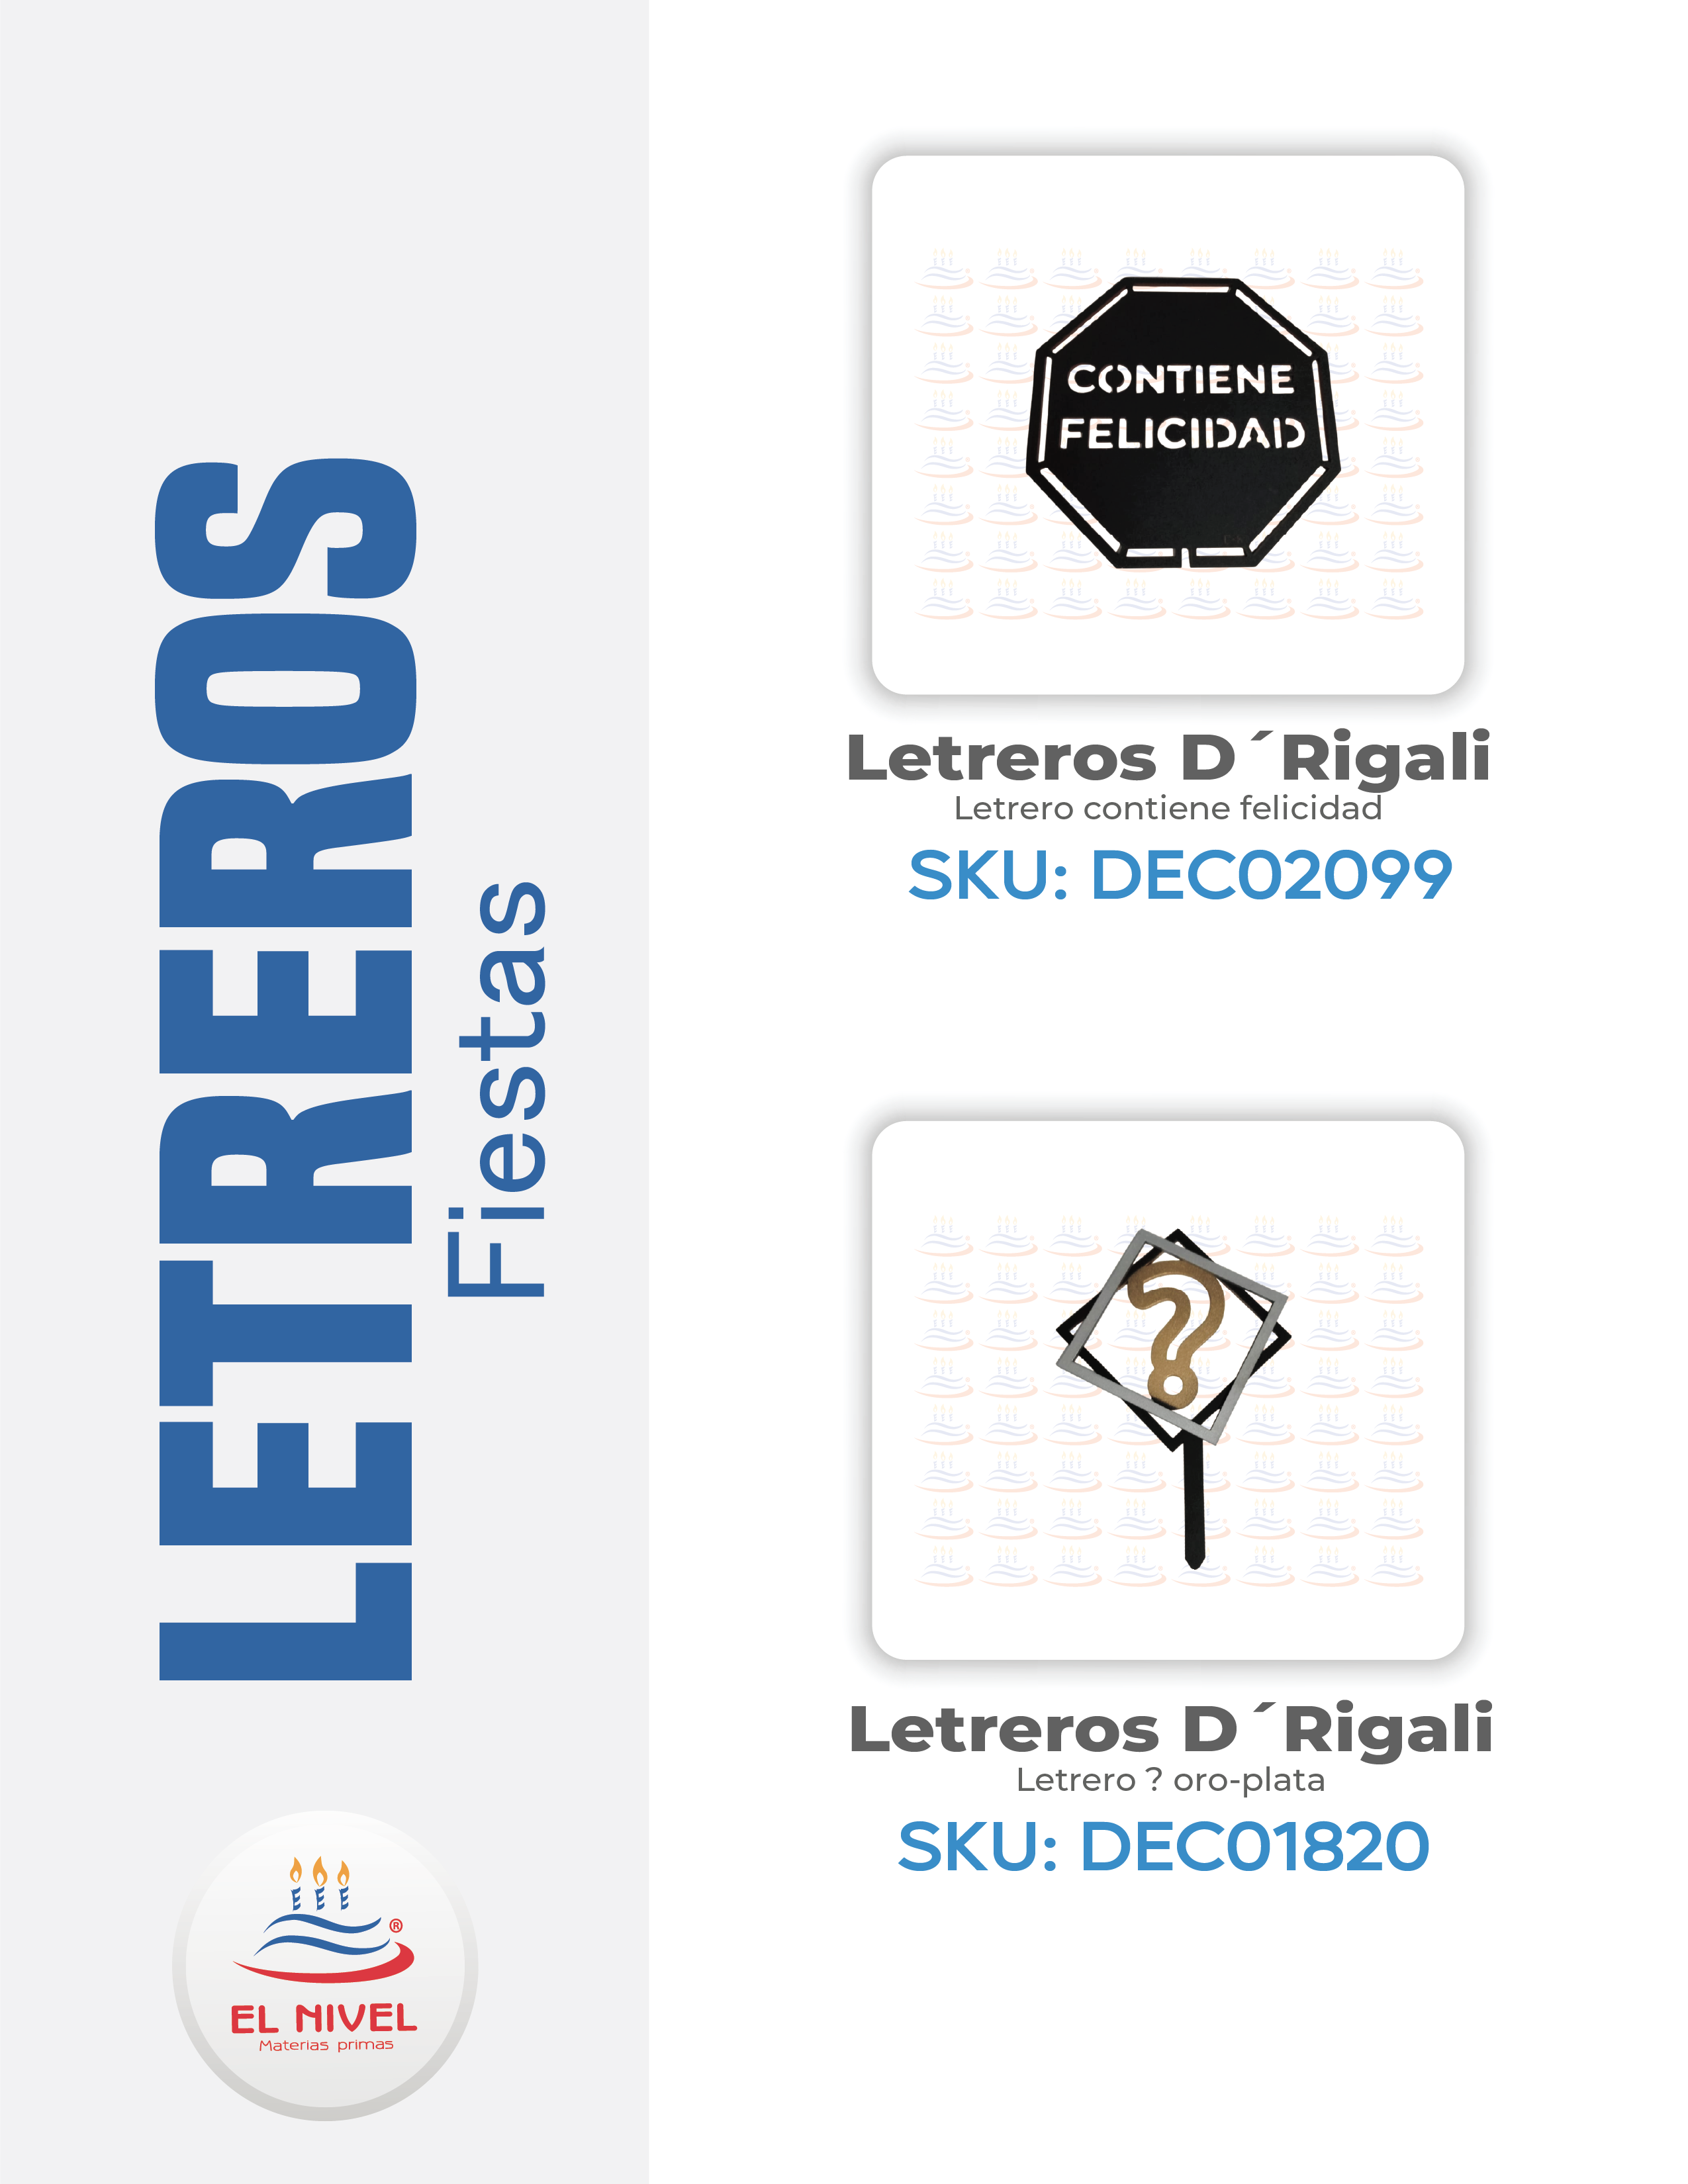 LETREROS
Fiestas
EL NIVEL
Materias primas
®
CONTIENE
FELICIDAD
Letreros D´Rigali
Letrero contiene felicidad
SKU: DEC02099
?
Letreros D´Rigali
Letrero ? oro-plata
SKU: DEC01820